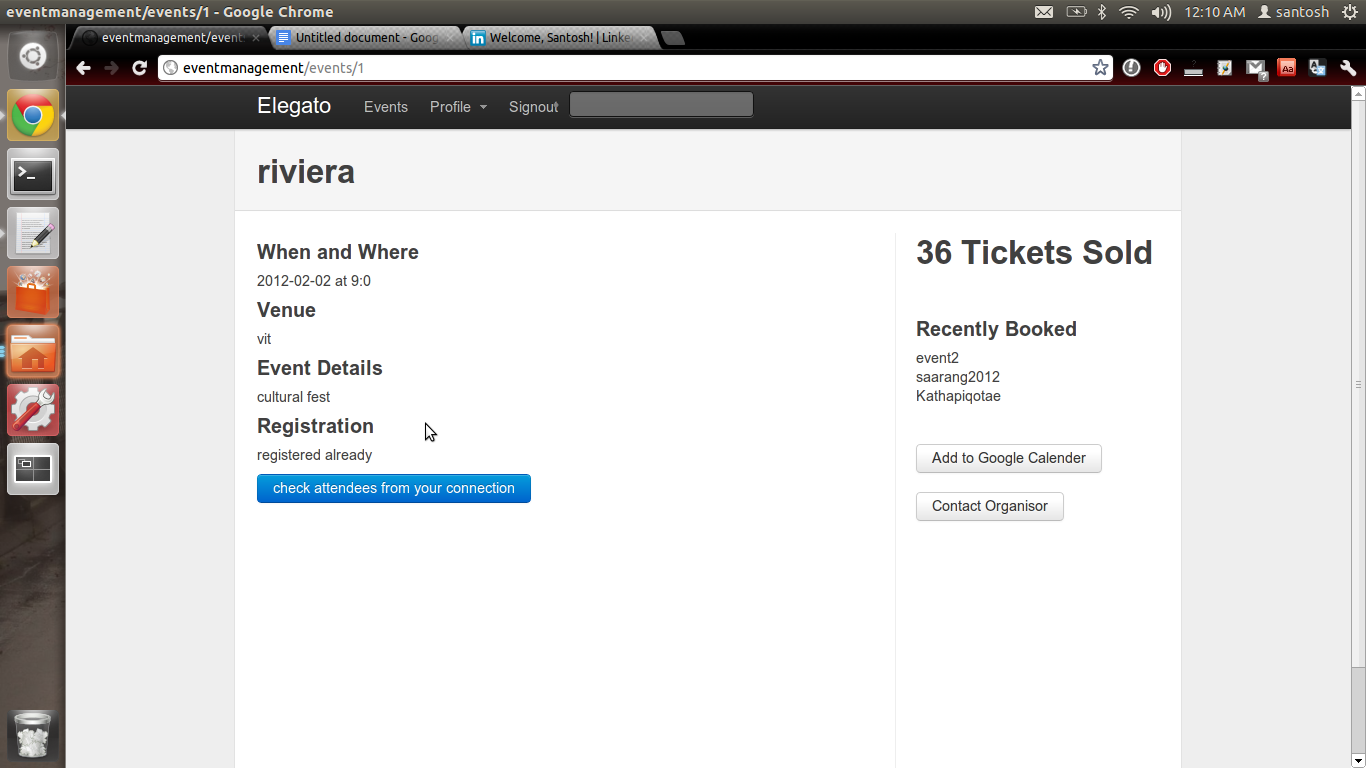 eventmanagement/events/1 - Google Chrome
12:10 AM santosh
eventmanagement/event
Untitled document - Goog
Welcome, Santosh! | Linke
eventmanagement/events/1
Elegato Events Profile Signout
riviera
When and Where
2012-02-02 at 9:0
Venue
vit
Event Details
cultural fest
Registration
registered already
check attendees from your connection
36 Tickets Sold
Recently Booked
event2
saarang2012
Kathapiqotae
Add to Google Calender
Contact Organisor